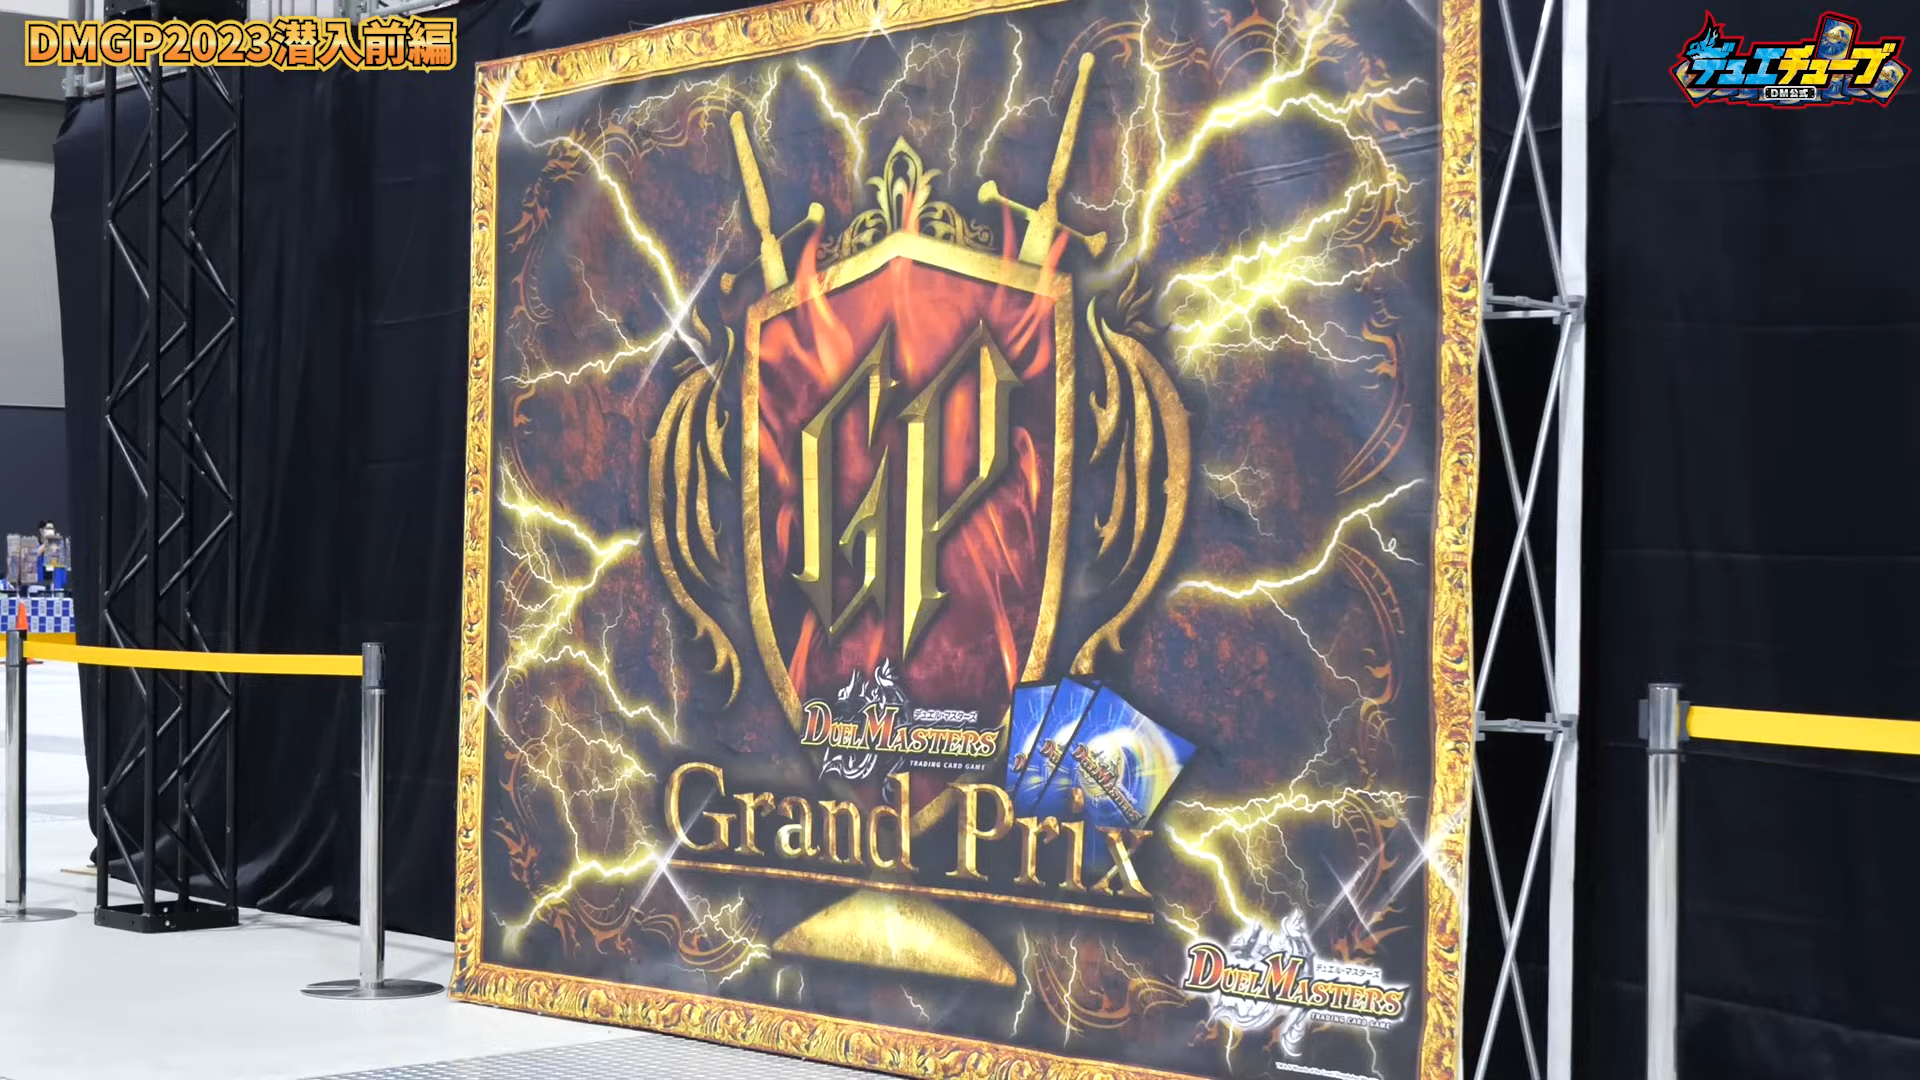 DMGP2023潜入前編
デュエチューブ
DM公式
GP
デュエル・マスターズ
DUEL MASTERS
TRADING CARD GAME
DUEL MASTERS
Grand Prix
デュエル・マスターズ
DUEL MASTERS
TRADING CARD GAME